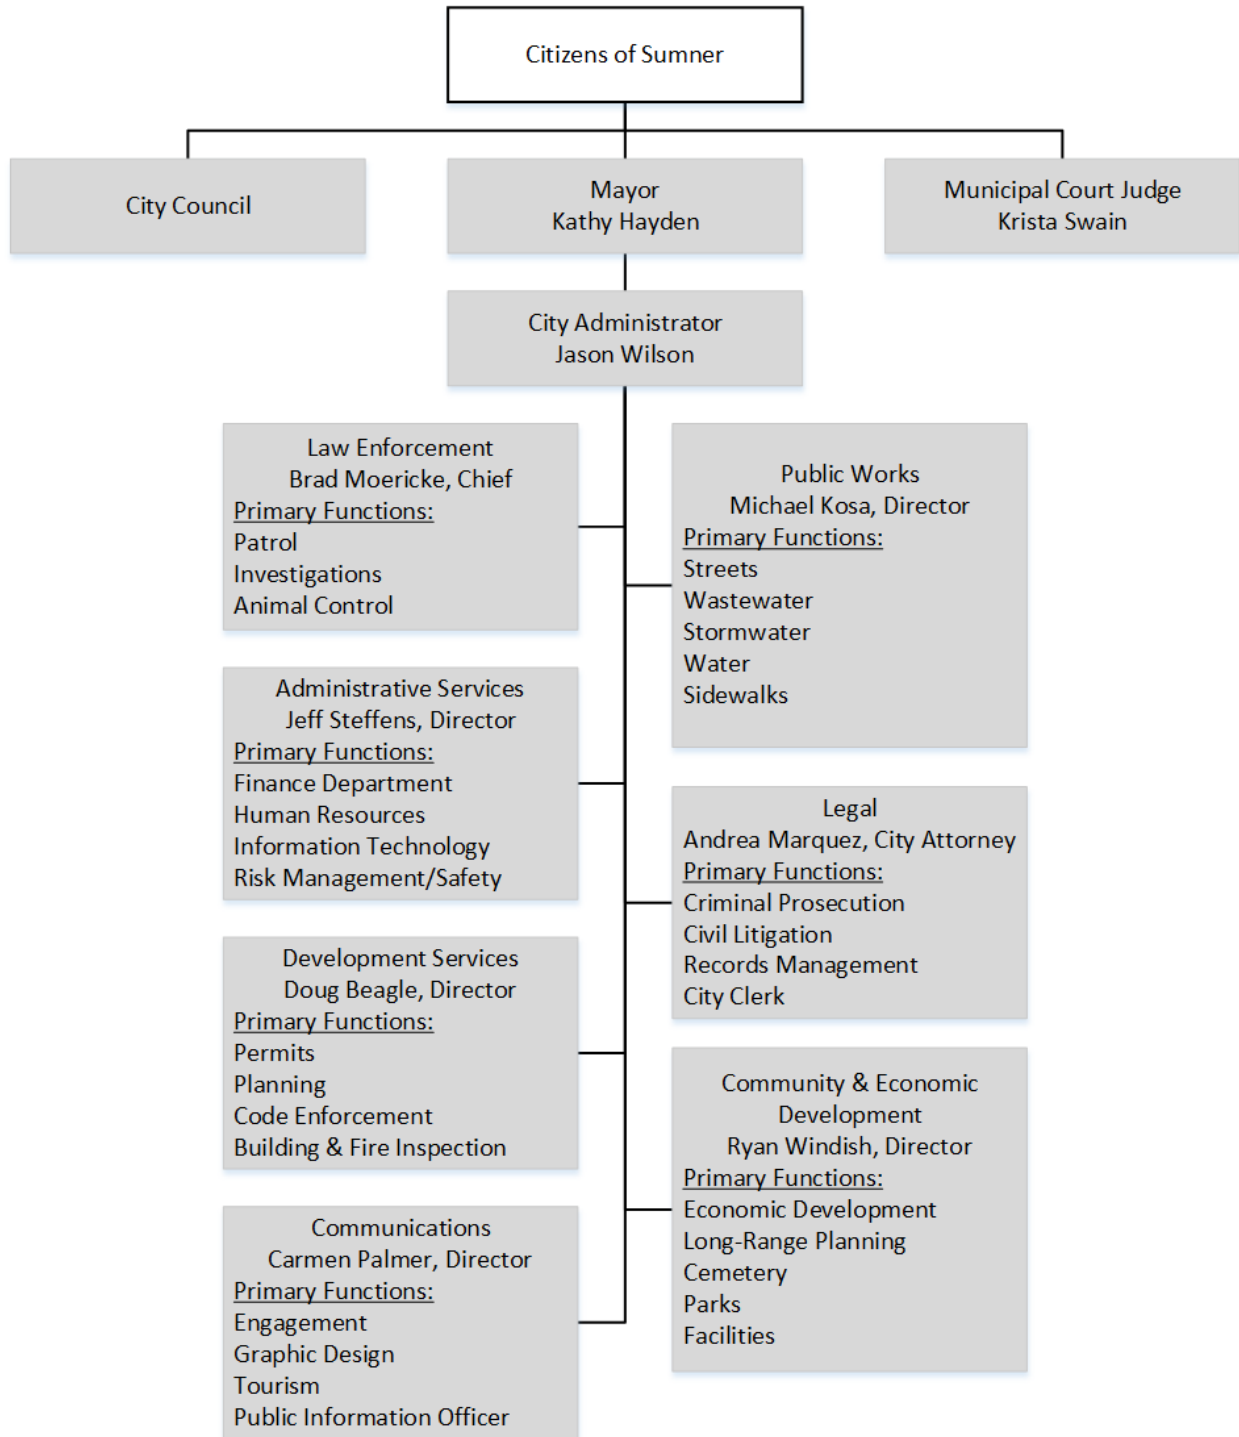 Citizens of Sumner
City Council
Mayor
Kathy Hayden
Municipal Court Judge
Krista Swain
City Administrator
Jason Wilson
Law Enforcement
Brad Moericke, Chief
Primary Functions:
Patrol
Investigations
Animal Control
Public Works
Michael Kosa, Director
Primary Functions:
Streets
Wastewater
Stormwater
Water
Sidewalks
Administrative Services
Jeff Steffens, Director
Primary Functions:
Finance Department
Human Resources
Information Technology
Risk Management/Safety
Legal
Andrea Marquez, City Attorney
Primary Functions:
Criminal Prosecution
Civil Litigation
Records Management
City Clerk
Development Services
Doug Beagle, Director
Primary Functions:
Permits
Planning
Code Enforcement
Building & Fire Inspection
Community & Economic
Development
Ryan Windish, Director
Primary Functions:
Economic Development
Long-Range Planning
Cemetery
Parks
Facilities
Communications
Carmen Palmer, Director
Primary Functions:
Engagement
Graphic Design
Tourism
Public Information Officer